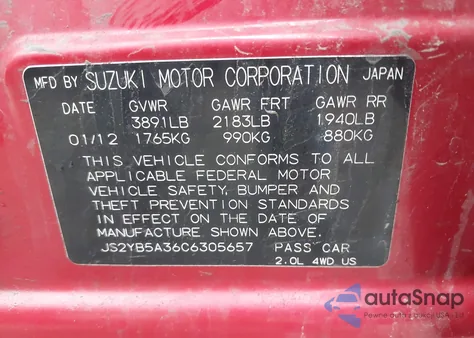 MFD BY SUZUKI MOTOR CORPORATION JAPAN
DATE GVWR GAWR FRT GAWR RR
3891LB 2183LB 1940LB
01/12 1765KG 990KG 880KG
THIS VEHICLE CONFORMS TO ALL
APPLICABLE FEDERAL MOTOR
VEHICLE SAFETY, BUMPER AND
THEFT PREVENTION STANDARDS
IN EFFECT ON THE DATE OF
MANUFACTURE SHOWN ABOVE.
JS2YB5A36C6305657 PASS CAR
2.0L 4WD US
autoSnap